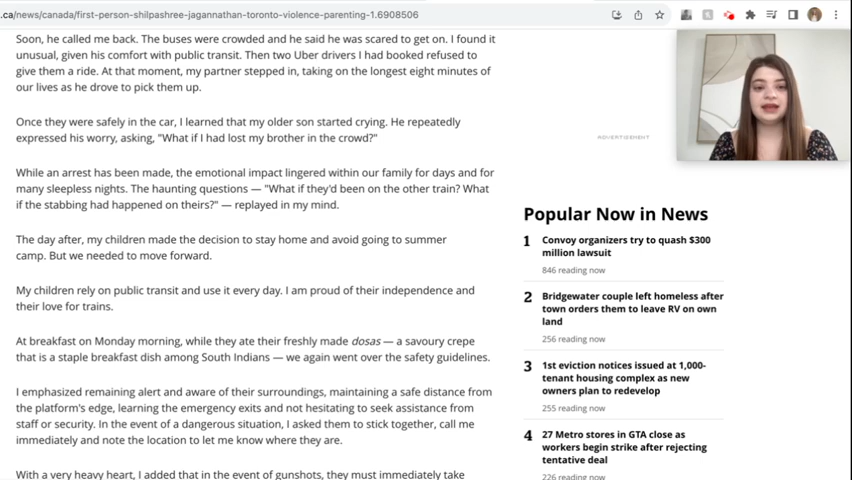 .ca/news/canada/first-person-shilpashree-jagannathan-toronto-violence-parenting-1.6908506
Soon, he called me back. The buses were crowded and he said he was scared to get on. I found it
unusual, given his comfort with public transit. Then two Uber drivers I had booked refused to
give them a ride. At that moment, my partner stepped in, taking on the longest eight minutes of
our lives as he drove to pick them up.
Once they were safely in the car, I learned that my older son started crying. He repeatedly
expressed his worry, asking, "What if I had lost my brother in the crowd?"
While an arrest has been made, the emotional impact lingered within our family for days and for
many sleepless nights. The haunting questions — "What if they'd been on the other train? What
if the stabbing had happened on theirs?" — replayed in my mind.
The day after, my children made the decision to stay home and avoid going to summer
camp. But we needed to move forward.
My children rely on public transit and use it every day. I am proud of their independence and
their love for trains.
At breakfast on Monday morning, while they ate their freshly made dosas — a savoury crepe
that is a staple breakfast dish among South Indians — we again went over the safety guidelines.
I emphasized remaining alert and aware of their surroundings, maintaining a safe distance from
the platform's edge, learning the emergency exits and not hesitating to seek assistance from
staff or security. In the event of a dangerous situation, I asked them to stick together, call me
immediately and note the location to let me know where they are.
With a very heavy heart, I added that in the event of gunshots, they must immediately take
ADVERTISEMENT
Popular Now in News
1 Convoy organizers try to quash $300
million lawsuit
846 reading now
2 Bridgewater couple left homeless after
town orders them to leave RV on own
land
256 reading now
3 1st eviction notices issued at 1,000-
tenant housing complex as new
owners plan to redevelop
255 reading now
4 27 Metro stores in GTA close as
workers begin strike after rejecting
tentative deal
226 reading now